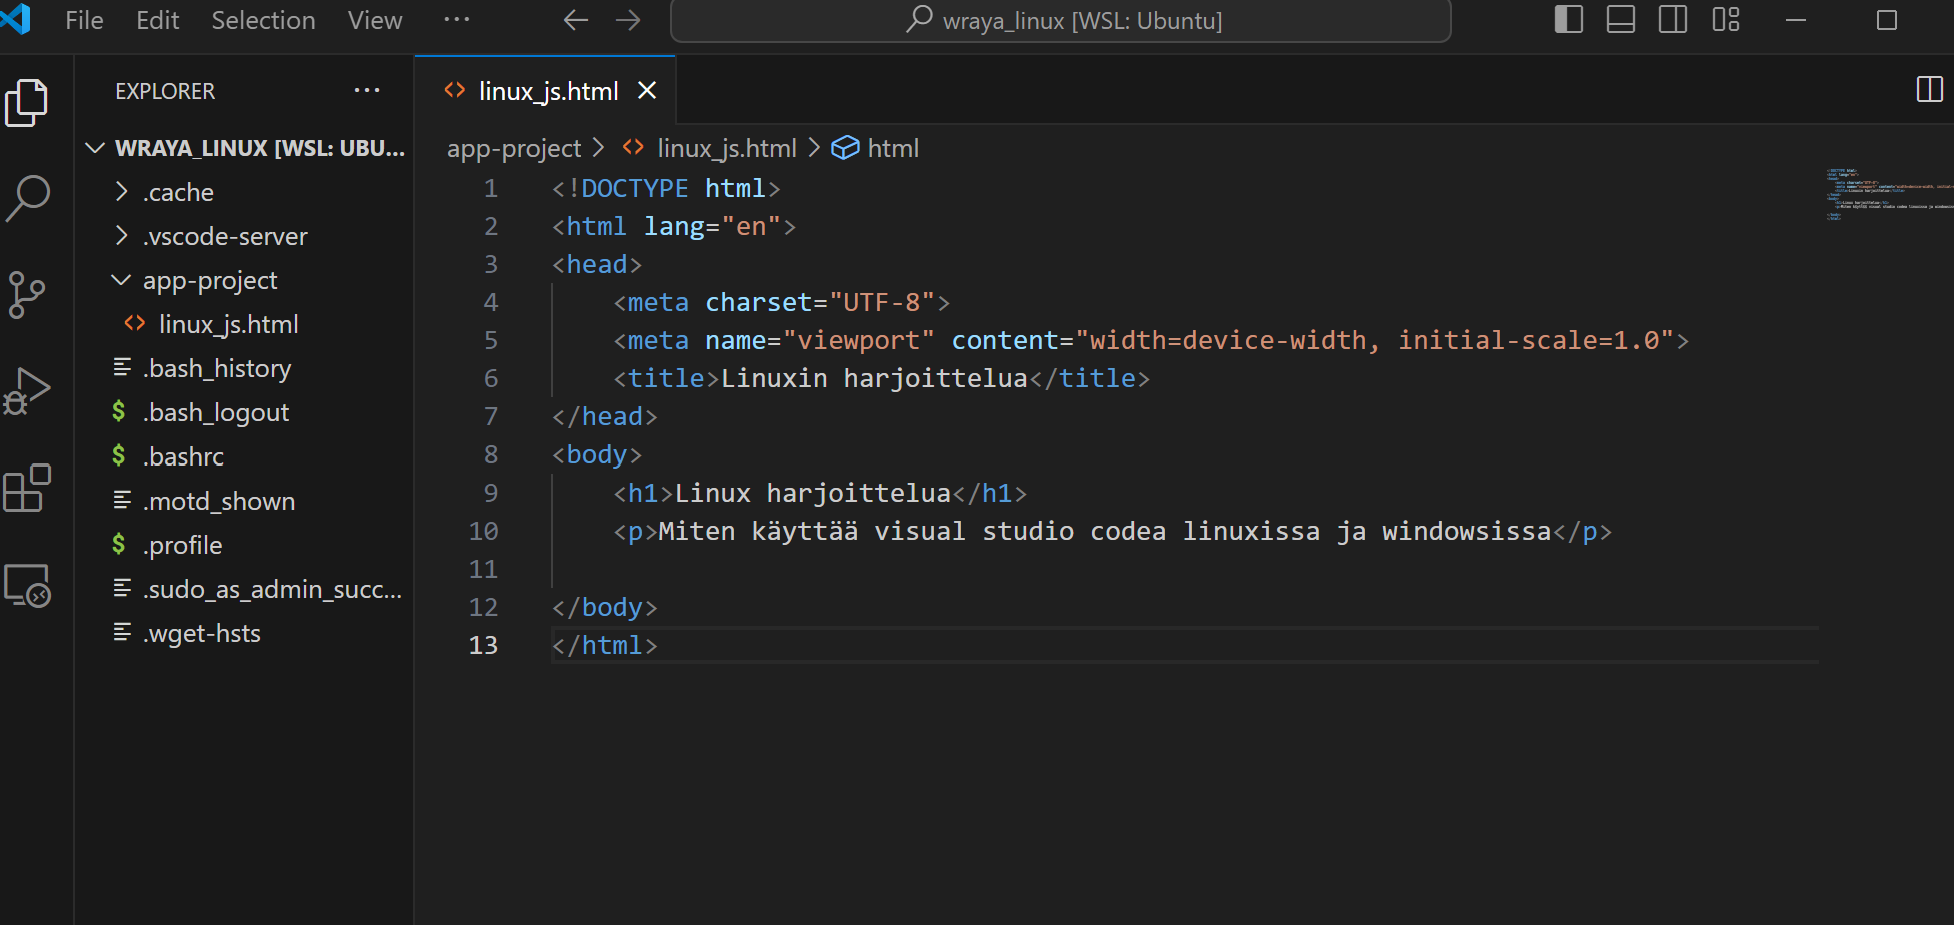 File Edit Selection View ··· wraya_linux [WSL: Ubuntu]
EXPLORER ···
WRAYA_LINUX [WSL: UBU...
.cache
.vscode-server
app-project
linux_js.html
.bash_history
.bash_logout
.bashrc
.motd_shown
.profile
.sudo_as_admin_succ...
.wget-hsts
linux_js.html
app-project > linux_js.html > html
1 <!DOCTYPE html>
2 <html lang="en">
3 <head>
4 <meta charset="UTF-8">
5 <meta name="viewport" content="width=device-width, initial-scale=1.0">
6 <title>Linuxin harjoittelua</title>
7 </head>
8 <body>
9 <h1>Linux harjoittelua</h1>
10 <p>Miten käyttää visual studio codea linuxissa ja windowsissa</p>
11
12 </body>
13 </html>